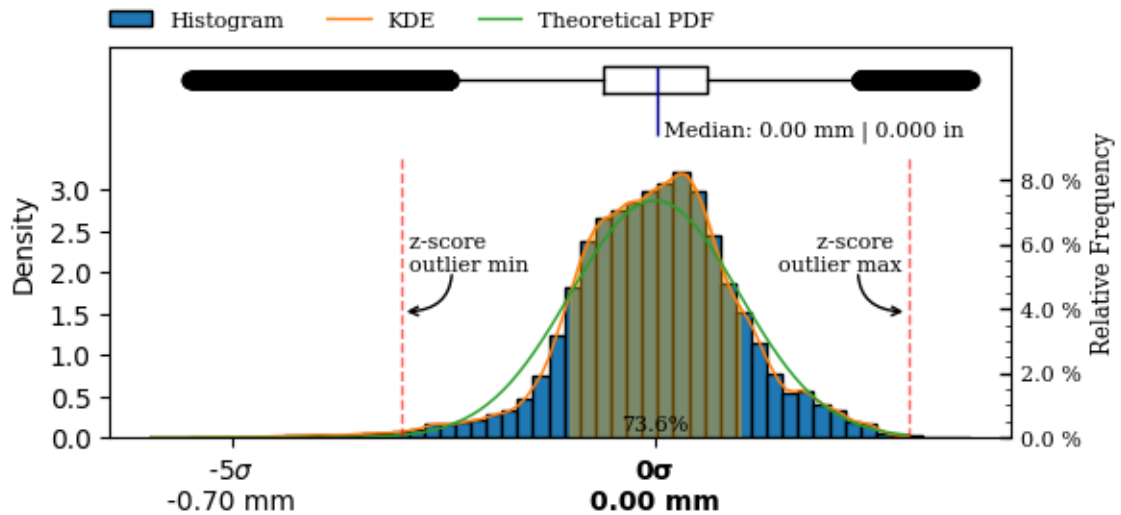 Histogram KDE Theoretical PDF
Median: 0.00 mm | 0.000 in
Density
3.0
2.5
2.0
1.5
1.0
0.5
0.0
z-score
outlier min
z-score
outlier max
73.6%
8.0 %
6.0 %
4.0 %
2.0 %
0.0 %
Relative Frequency
-5σ
-0.70 mm
0σ
0.00 mm